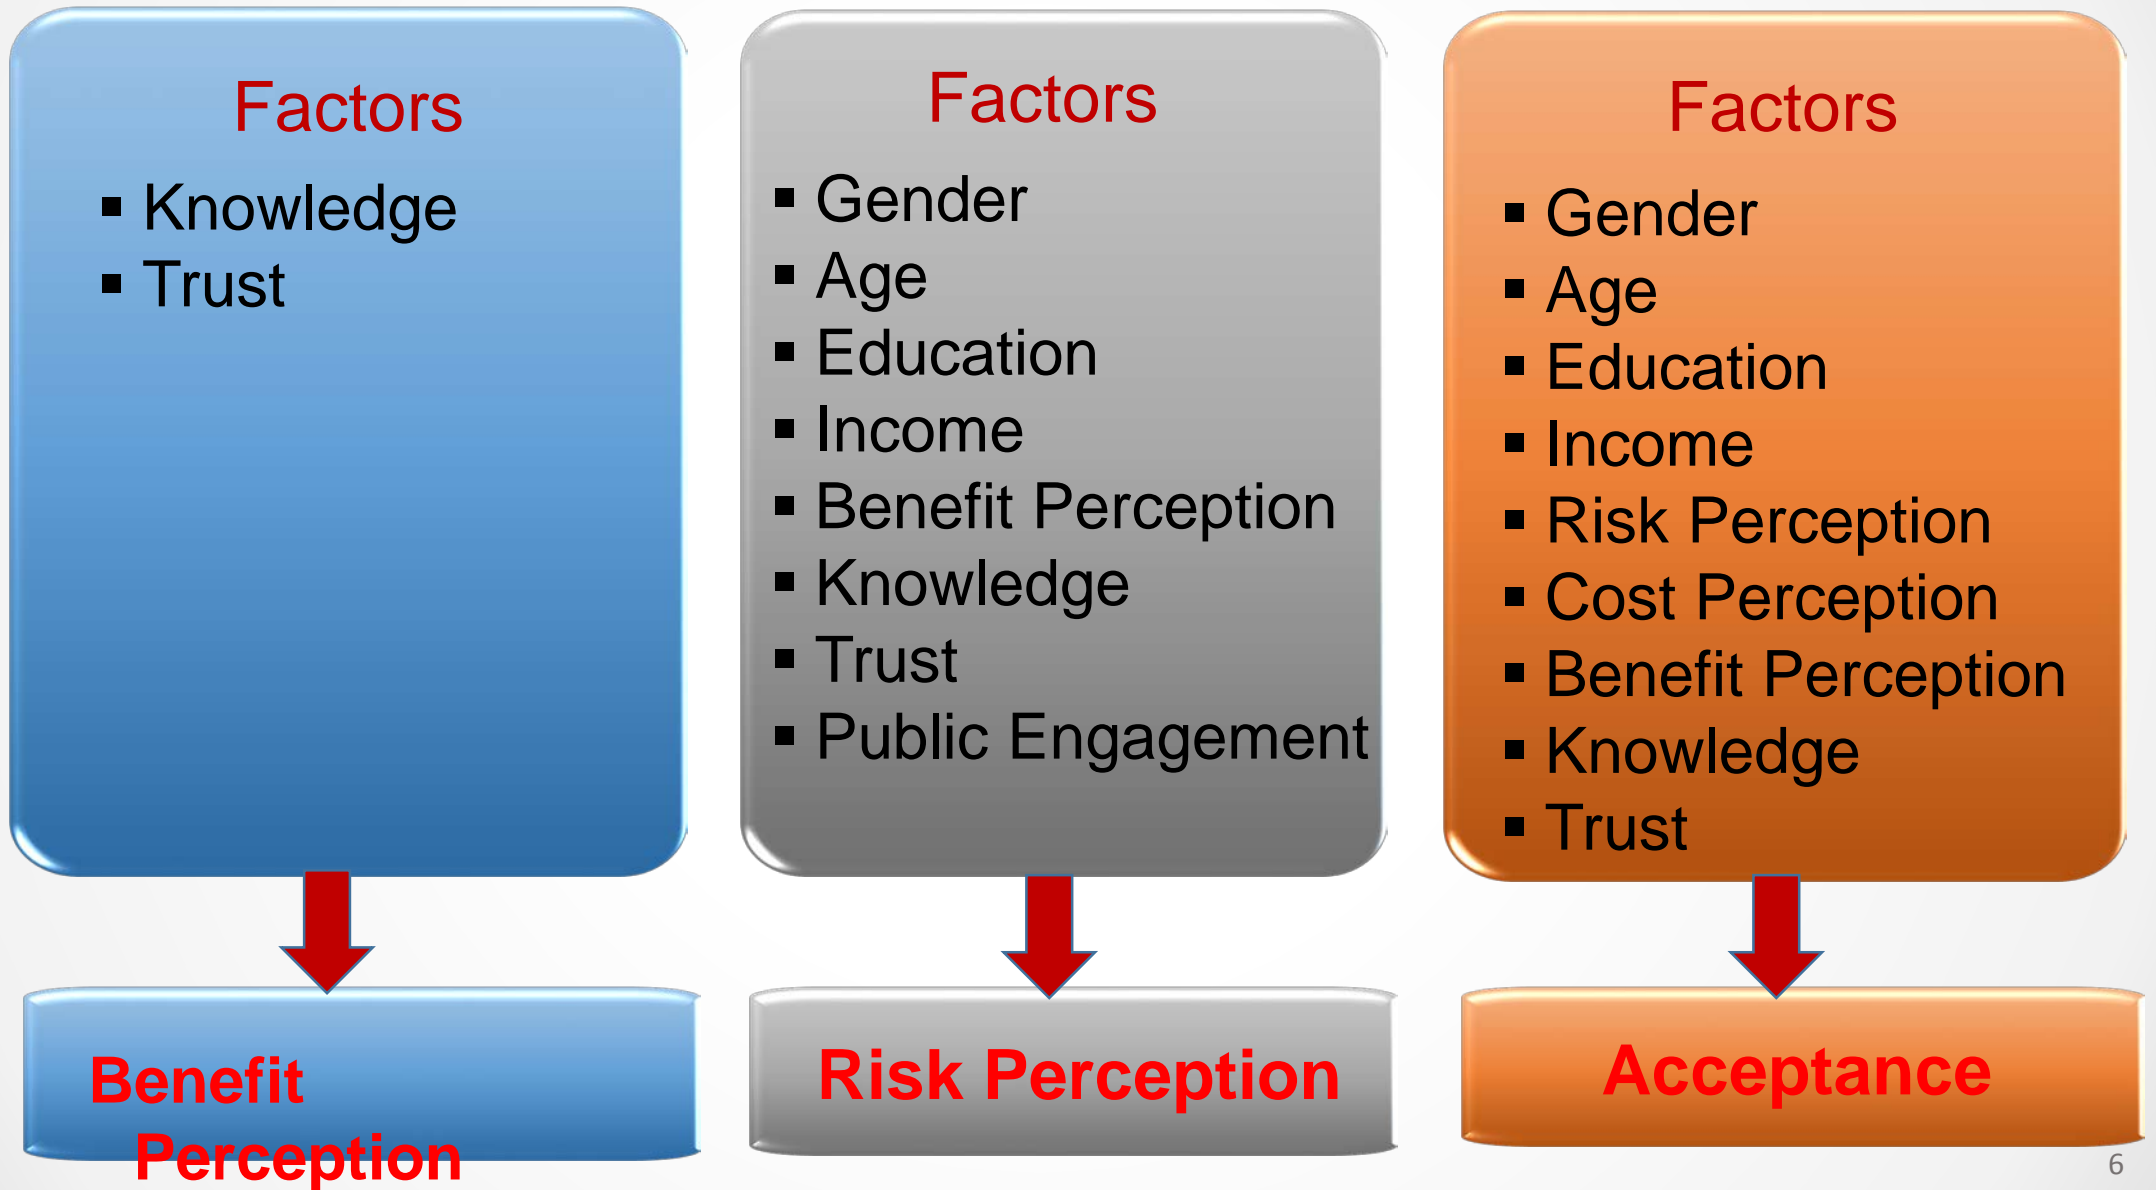 Factors
▪ Knowledge
▪ Trust
Benefit
Perception
Factors
▪ Gender
▪ Age
▪ Education
▪ Income
▪ Benefit Perception
▪ Knowledge
▪ Trust
▪ Public Engagement
Risk Perception
Factors
▪ Gender
▪ Age
▪ Education
▪ Income
▪ Risk Perception
▪ Cost Perception
▪ Benefit Perception
▪ Knowledge
▪ Trust
Acceptance
6